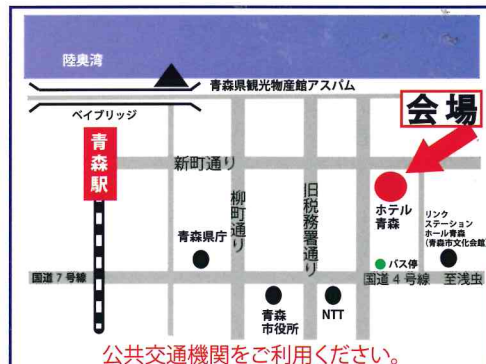 陸奥湾
青森県観光物産館アスパム
ベイブリッジ
会場
青森駅
新町通り
柳町通り
旧税務署通り
ホテル
青森
リンク
ステーション
ホール青森
(青森市文化会館)
青森県庁
バス停
国道7号線
国道4号線
至浅虫
青森
市役所
NTT
公共交通機関をご利用ください。